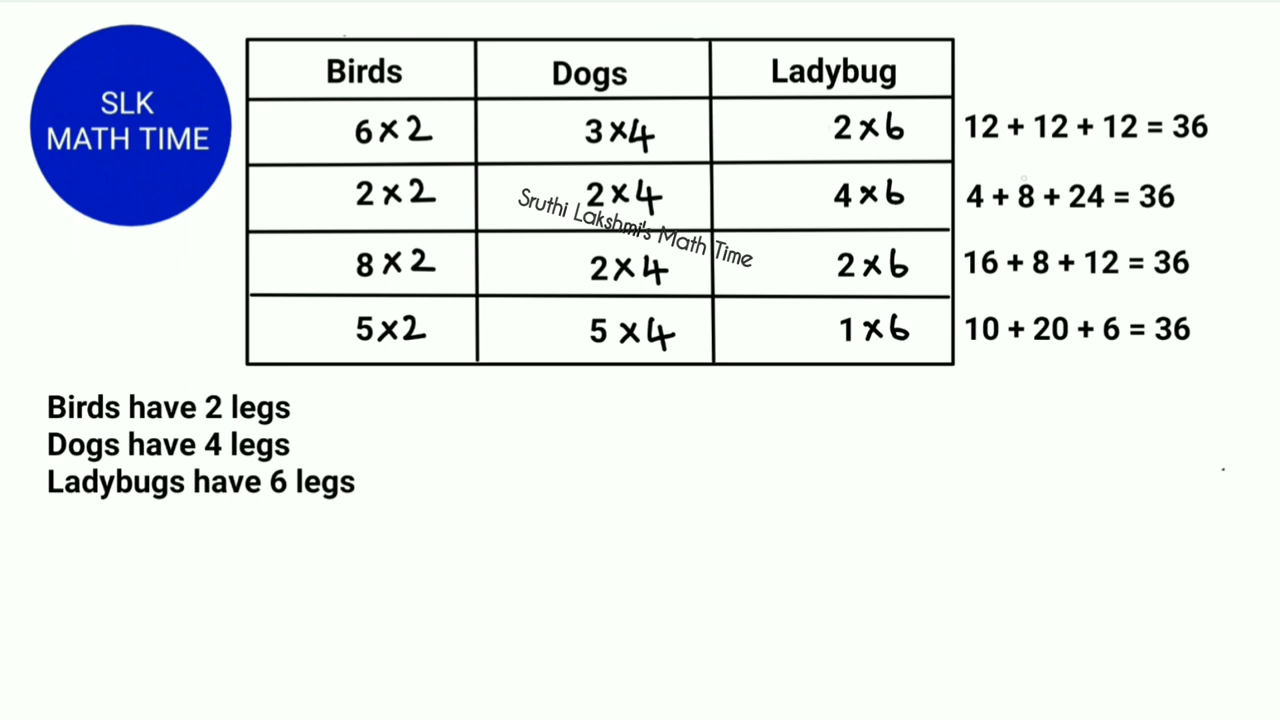 SLK
MATH TIME
Birds Dogs Ladybug
6 × 2 3 × 4 2 × 6 12 + 12 + 12 = 36
2 × 2 2 × 4 4 × 6 4 + 8 + 24 = 36
Sruthi Lakshmi's Math Time
8 × 2 2 × 4 2 × 6 16 + 8 + 12 = 36
5 × 2 5 × 4 1 × 6 10 + 20 + 6 = 36
Birds have 2 legs
Dogs have 4 legs
Ladybugs have 6 legs